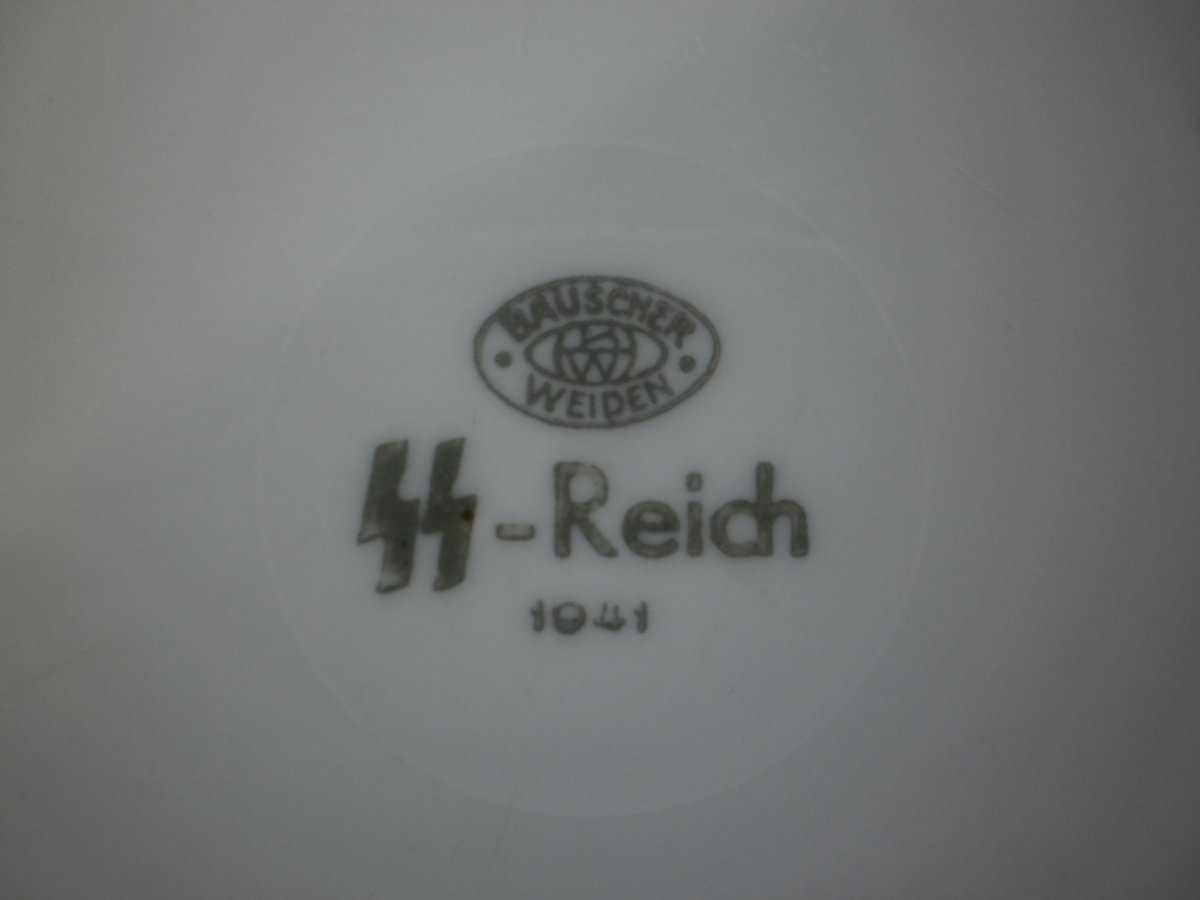 BAUSCHER
WEIDEN
SS-Reich
1941